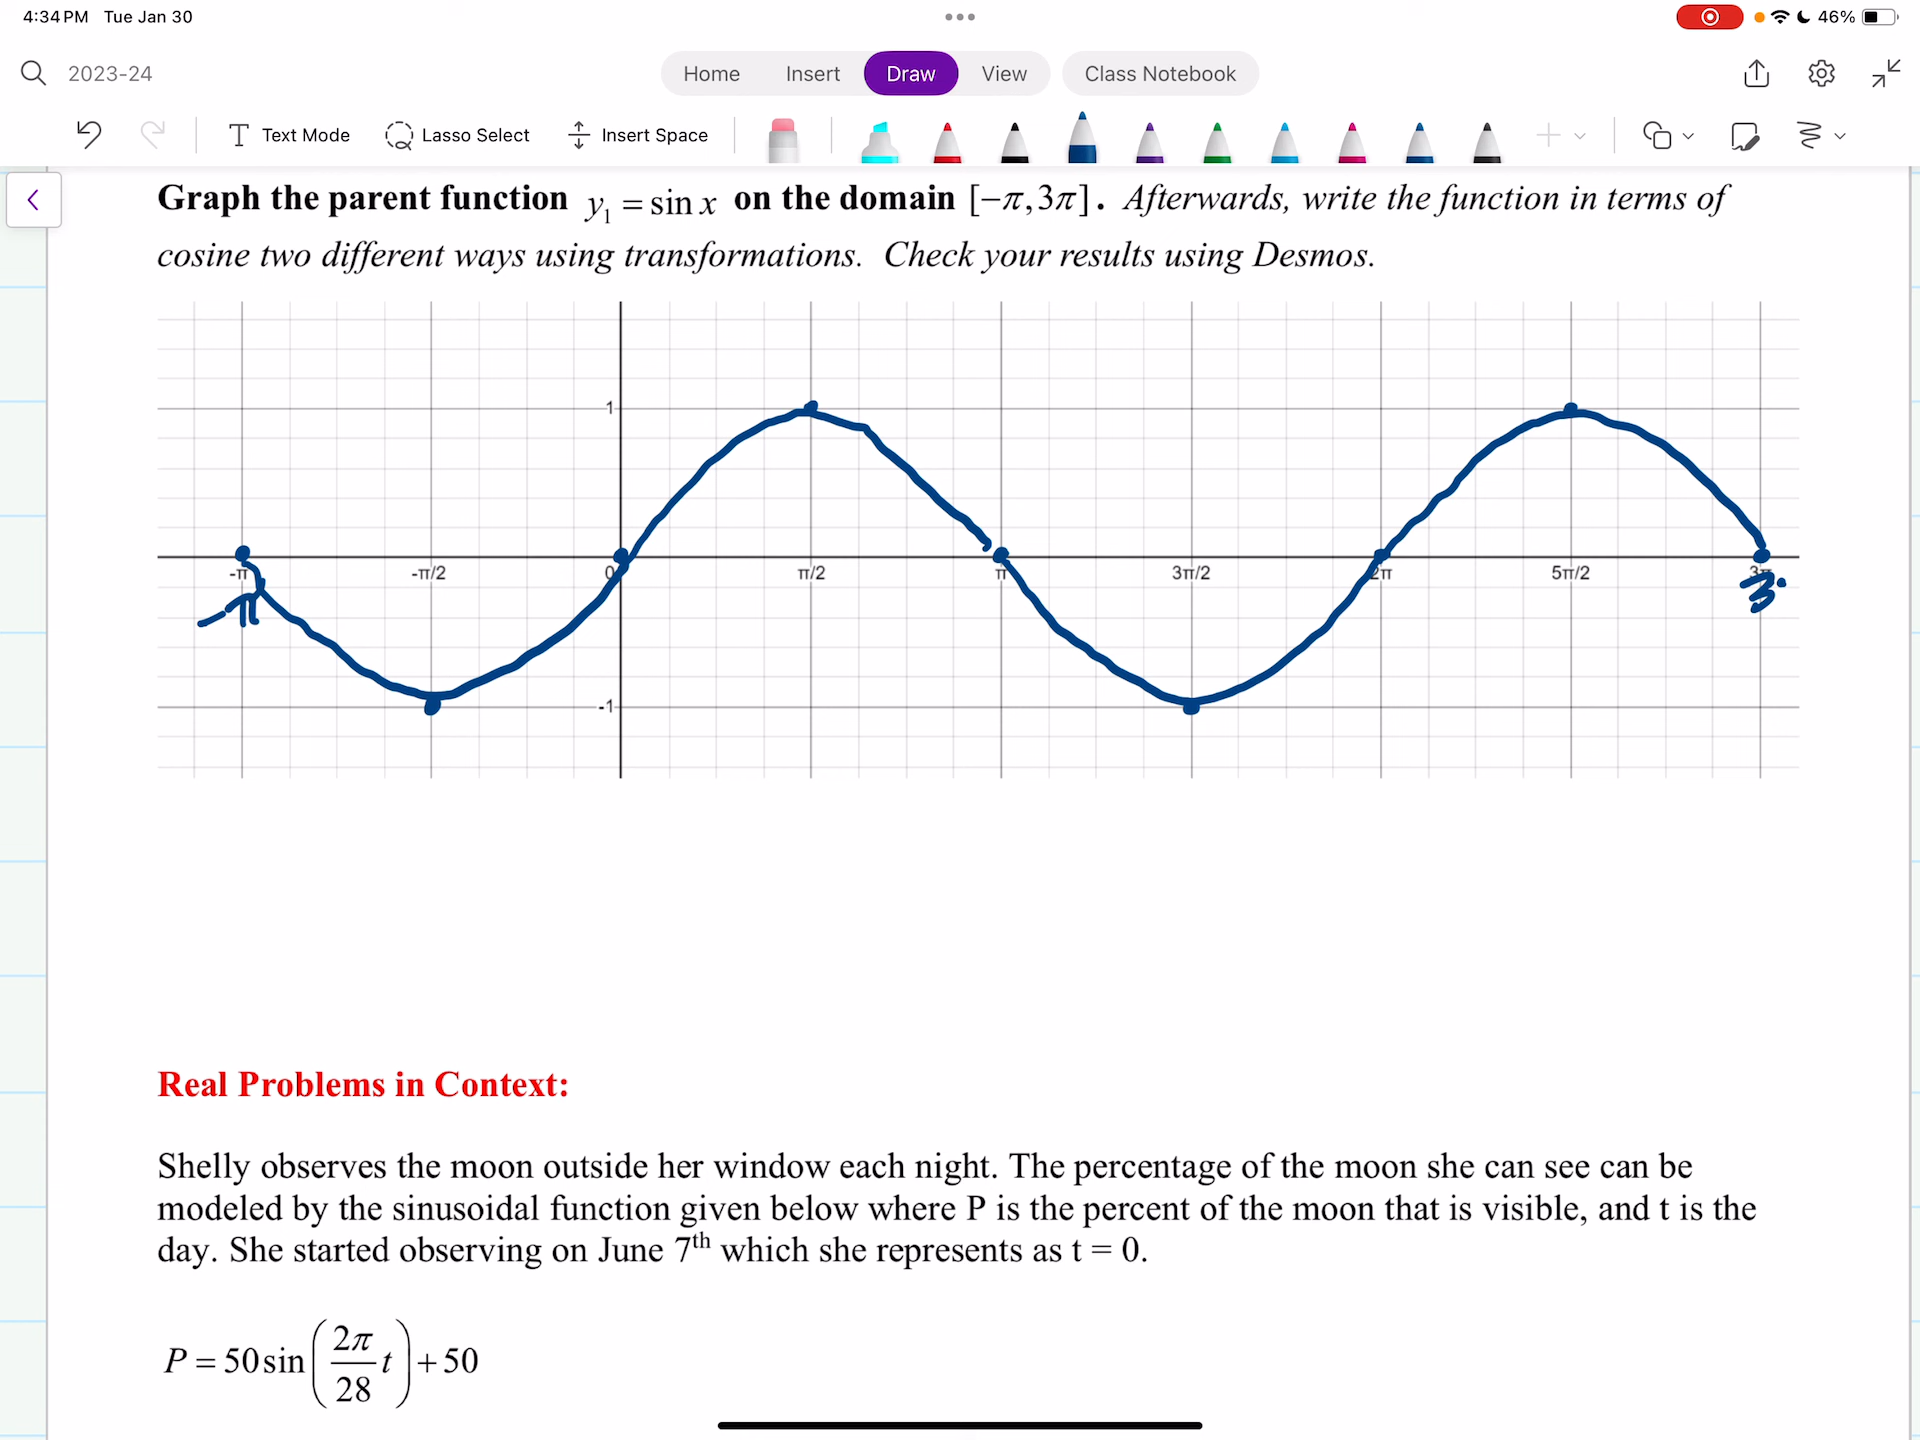 4:34 PM Tue Jan 30
46%
2023-24
Home Insert Draw View Class Notebook
Text Mode Lasso Select Insert Space
Graph the parent function y₁ = sin x on the domain [−π,3π]. Afterwards, write the function in terms of
cosine two different ways using transformations. Check your results using Desmos.
1
-π -π/2 0 π/2 π 3π/2 2π 5π/2 3π
-π 3
-1
Real Problems in Context:
Shelly observes the moon outside her window each night. The percentage of the moon she can see can be
modeled by the sinusoidal function given below where P is the percent of the moon that is visible, and t is the
day. She started observing on June 7th which she represents as t = 0.
P = 50 sin(2π/28 t) + 50